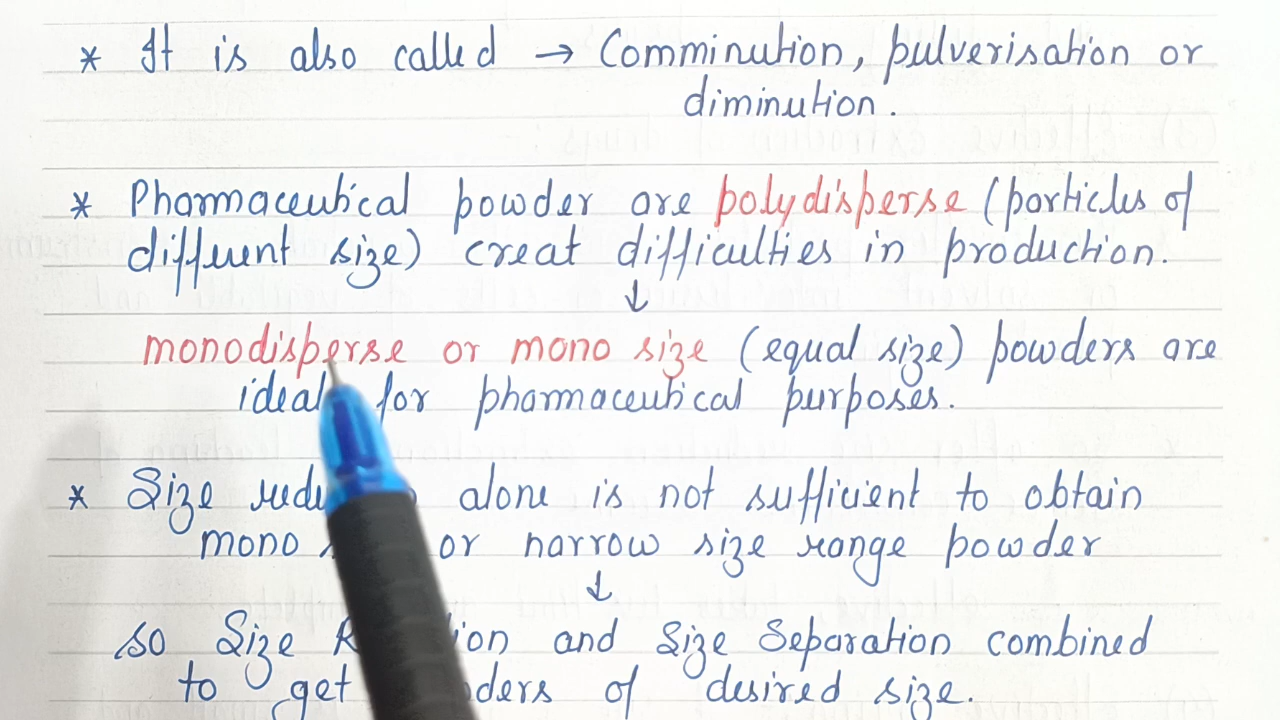 * It is also called → Comminution, pulverisation or
diminution.
* Pharmaceutical powder are polydisperse (particles of
different size) creat difficulties in production.
↓
monodisperse or mono size (equal size) powders are
ideal for pharmaceutical purposes.
* Size alone is not sufficient to obtain
mono or narrow size range powder
↓
so Size and Size Separation combined
to get of desired size.